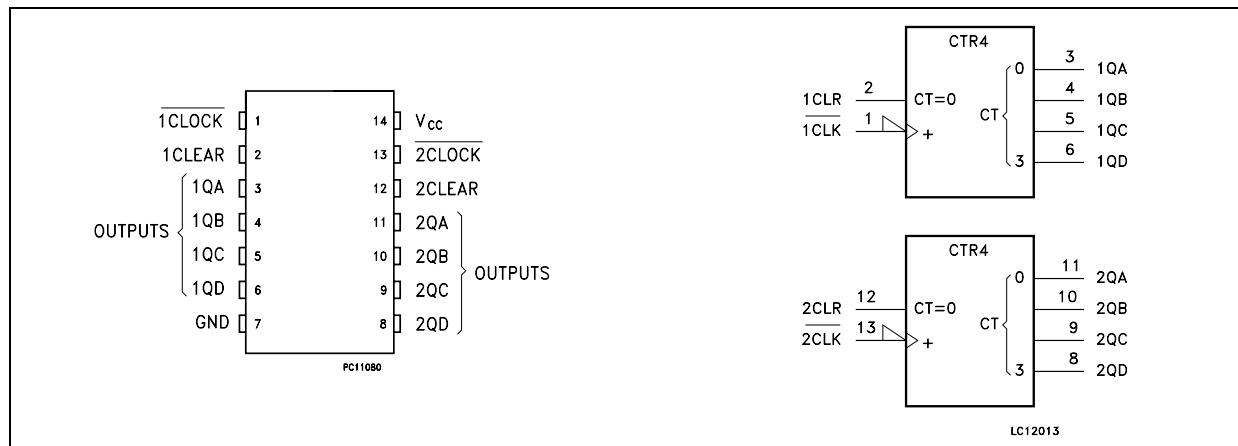 1CLOCK 1 14 VCC
1CLEAR 2 13 2CLOCK
1QA 3 12 2CLEAR
1QB 4 11 2QA
OUTPUTS
1QC 5 10 2QB
OUTPUTS
1QD 6 9 2QC
GND 7 8 2QD
PC11080
CTR4
0 3 1QA
1CLR 2 CT=0 4 1QB
1CLK 1 + CT 5 1QC
3 6 1QD
CTR4
0 11 2QA
2CLR 12 CT=0 10 2QB
2CLK 13 + CT 9 2QC
3 8 2QD
LC12013